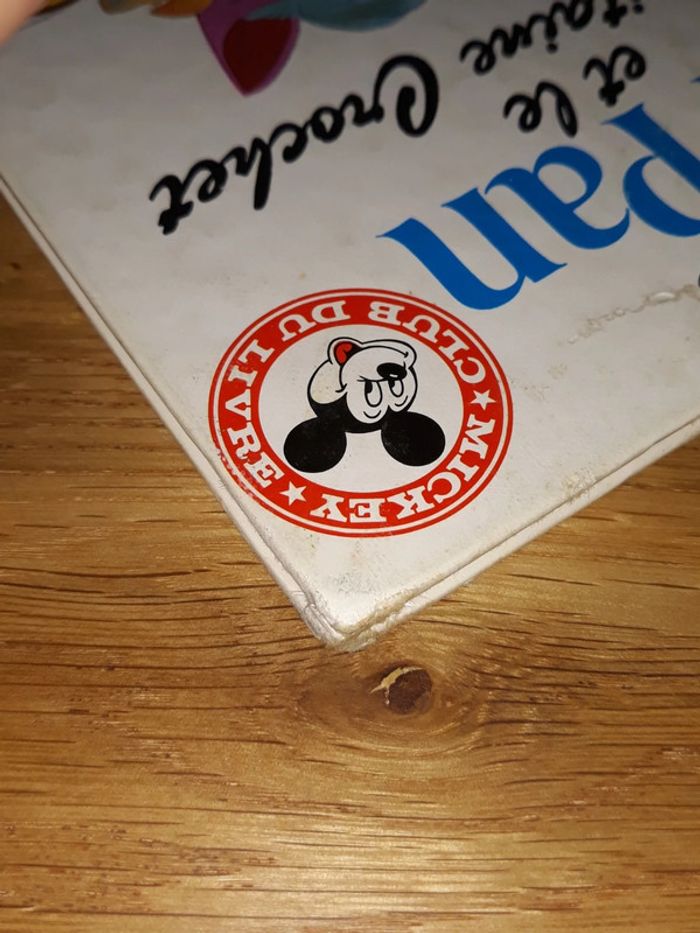 MICKEY ★ CLUB DU LIVRE ★
Pan
et le
itaine Crochet